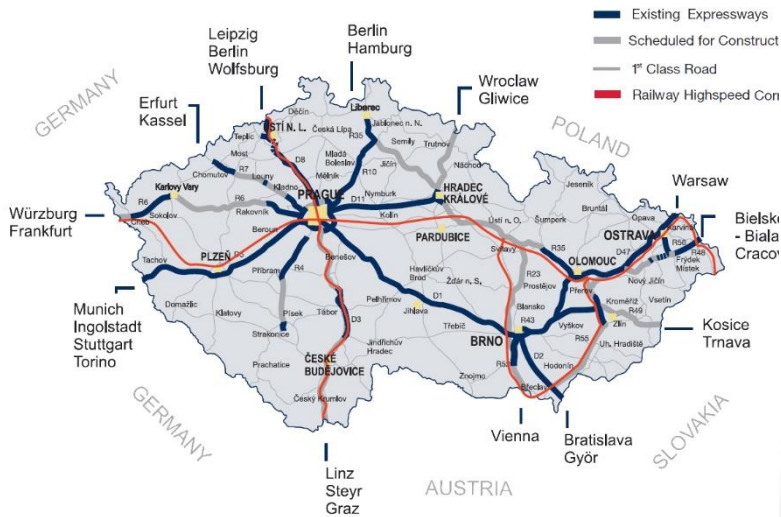 Existing Expressways
Scheduled for Construct
1st Class Road
Railway Highspeed Corr
Leipzig
Berlin
Wolfsburg
Berlin
Hamburg
Wroclaw
Gliwice
Erfurt
Kassel
GERMANY
POLAND
Warsaw
Bielsko
- Biala
Cracov
Würzburg
Frankfurt
Munich
Ingolstadt
Stuttgart
Torino
GERMANY
Kosice
Trnava
SLOVAKIA
Vienna
Bratislava
Györ
Linz
Steyr
Graz
AUSTRIA
Děčín
Liberec
ÚSTÍ N. L.
Česká Lípa
Jablonec n. N.
R35
Semily
Trutnov
Teplic
Most
D8
Mladá
Boleslav
Jičín
Náchod
Chomutov
R7
Louny
Mělník
R10
Karlovy Vary
Kladno
PRAGUE
D11
Nymburk
HRADEC
KRÁLOVÉ
R6
Cheb
Sokolov
R6
Rakovník
Kolín
Beroun
PARDUBICE
Ústí n. O.
Šumperk
Jeseník
Bruntál
Opava
OSTRAVA
Karviná
Svitavy
R35
D47
R56
R48
Frýdek
Místek
OLOMOUC
Nový Jičín
PLZEŇ
D5
Tachov
Benešov
Příbram
R4
Havlíčkův
Brod
Žďár n. S.
R23
Prostějov
Přerov
Vsetín
Domažlic
Klatovy
Písek
Tábor
D3
Pelhřimov
Jihlava
D1
Blansko
R43
Vyškov
Kroměříž
R49
Zlín
Strakonice
Třebíč
BRNO
R55
Uh. Hradiště
Prachatice
ČESKÉ
BUDĚJOVICE
Jindřichův
Hradec
D2
Hodonín
Znojmo
Břeclav
Český Krumlov